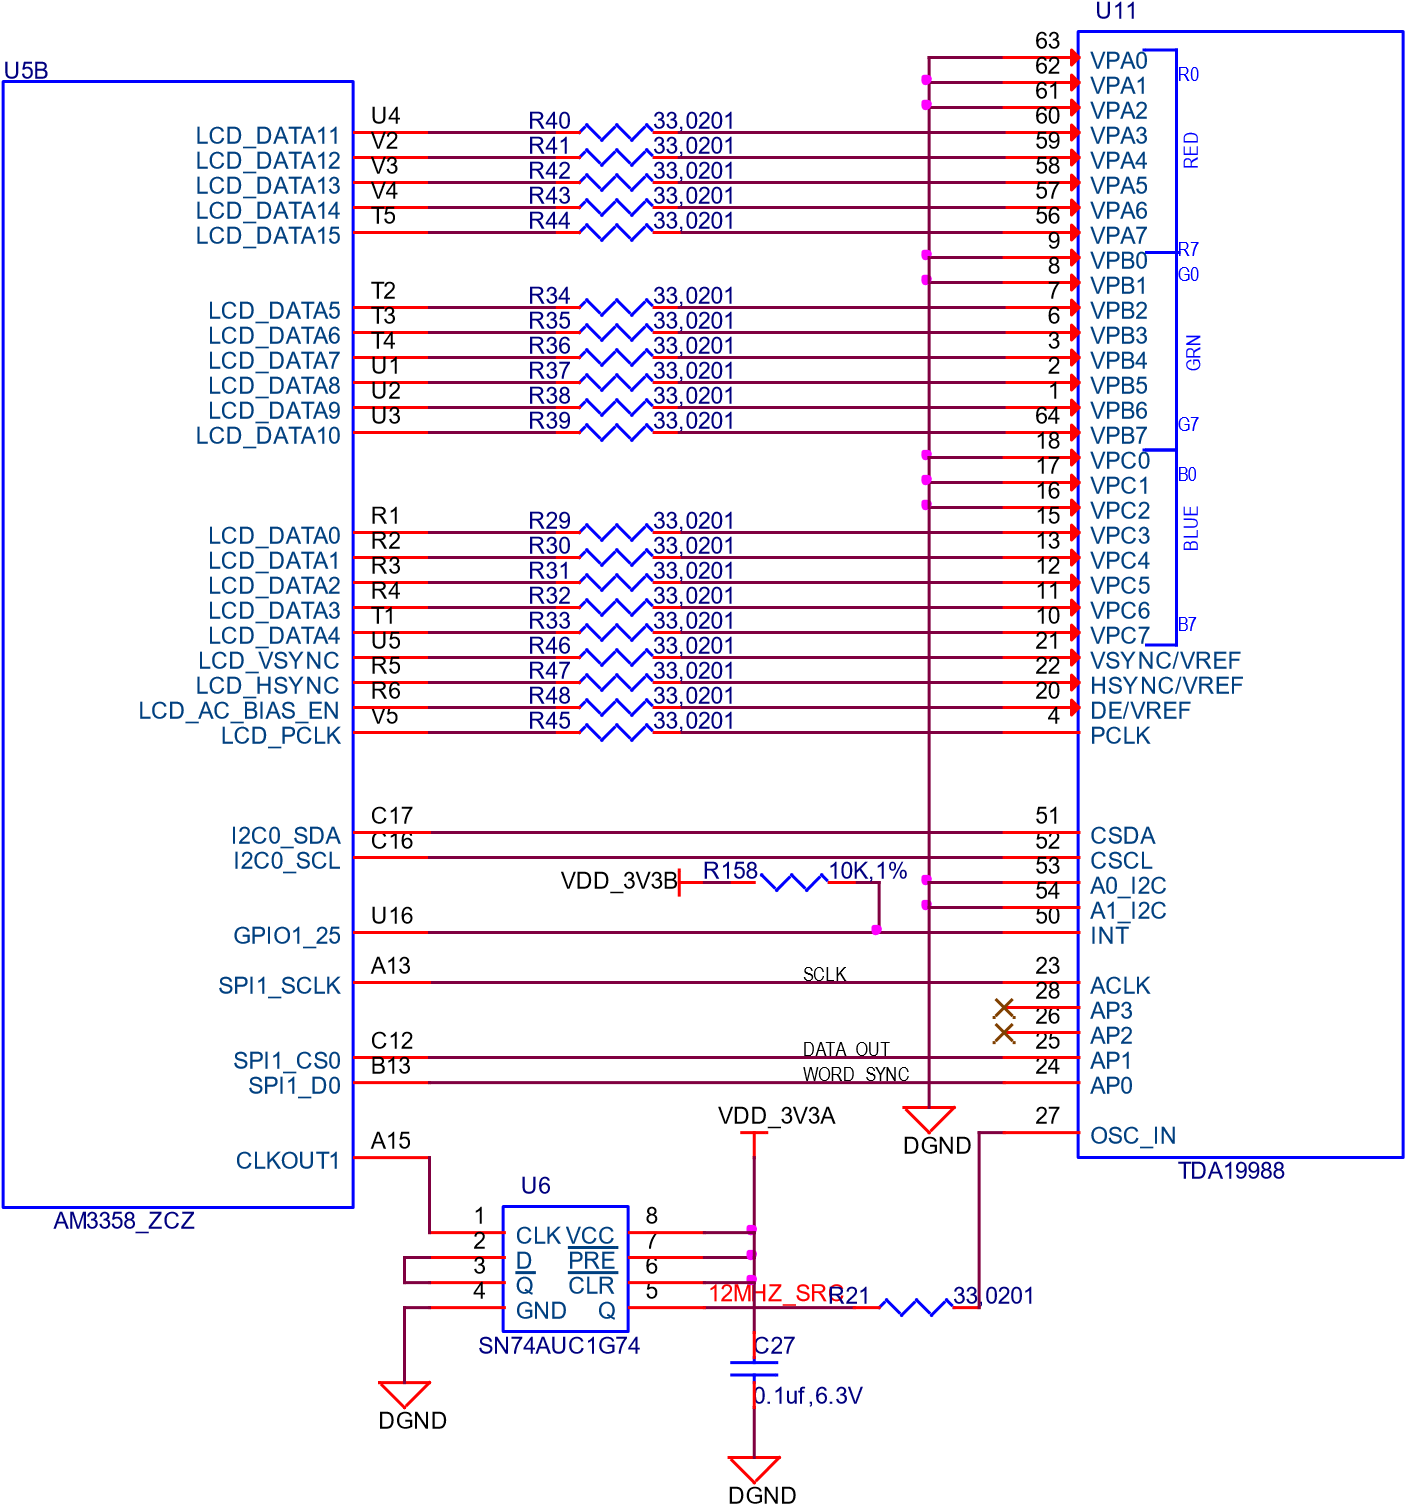 U11
U5B
63 VPA0
62 VPA1 R0
61 VPA2
LCD_DATA11 U4 R40 33,0201 60 VPA3
LCD_DATA12 V2 R41 33,0201 59 VPA4 RED
LCD_DATA13 V3 R42 33,0201 58 VPA5
LCD_DATA14 V4 R43 33,0201 57 VPA6
LCD_DATA15 T5 R44 33,0201 56 VPA7
R7
9 VPB0
8 VPB1 G0
LCD_DATA5 T2 R34 33,0201 7 VPB2
LCD_DATA6 T3 R35 33,0201 6 VPB3
LCD_DATA7 T4 R36 33,0201 3 VPB4 GRN
LCD_DATA8 U1 R37 33,0201 2 VPB5
LCD_DATA9 U2 R38 33,0201 1 VPB6
LCD_DATA10 U3 R39 33,0201 64 VPB7 G7
18 VPC0
17 VPC1 B0
16 VPC2
LCD_DATA0 R1 R29 33,0201 15 VPC3 BLUE
LCD_DATA1 R2 R30 33,0201 13 VPC4
LCD_DATA2 R3 R31 33,0201 12 VPC5
LCD_DATA3 R4 R32 33,0201 11 VPC6
LCD_DATA4 T1 R33 33,0201 10 VPC7 B7
LCD_VSYNC U5 R46 33,0201 21 VSYNC/VREF
LCD_HSYNC R5 R47 33,0201 22 HSYNC/VREF
LCD_AC_BIAS_EN R6 R48 33,0201 20 DE/VREF
LCD_PCLK V5 R45 33,0201 4 PCLK
I2C0_SDA C17 51 CSDA
I2C0_SCL C16 52 CSCL
VDD_3V3B R158 10K,1% 53 A0_I2C
54 A1_I2C
GPIO1_25 U16 50 INT
SPI1_SCLK A13 SCLK 23 ACLK
28 AP3
26 AP2
SPI1_CS0 C12 DATA OUT 25 AP1
SPI1_D0 B13 WORD SYNC 24 AP0
VDD_3V3A
DGND
27 OSC_IN
CLKOUT1 A15
TDA19988
AM3358_ZCZ
U6
1 CLK VCC 8
2 D PRE 7
3 Q CLR 6
4 GND Q 5
12MHZ_SRC R21 33,0201
SN74AUC1G74
C27
0.1uf,6.3V
DGND
DGND